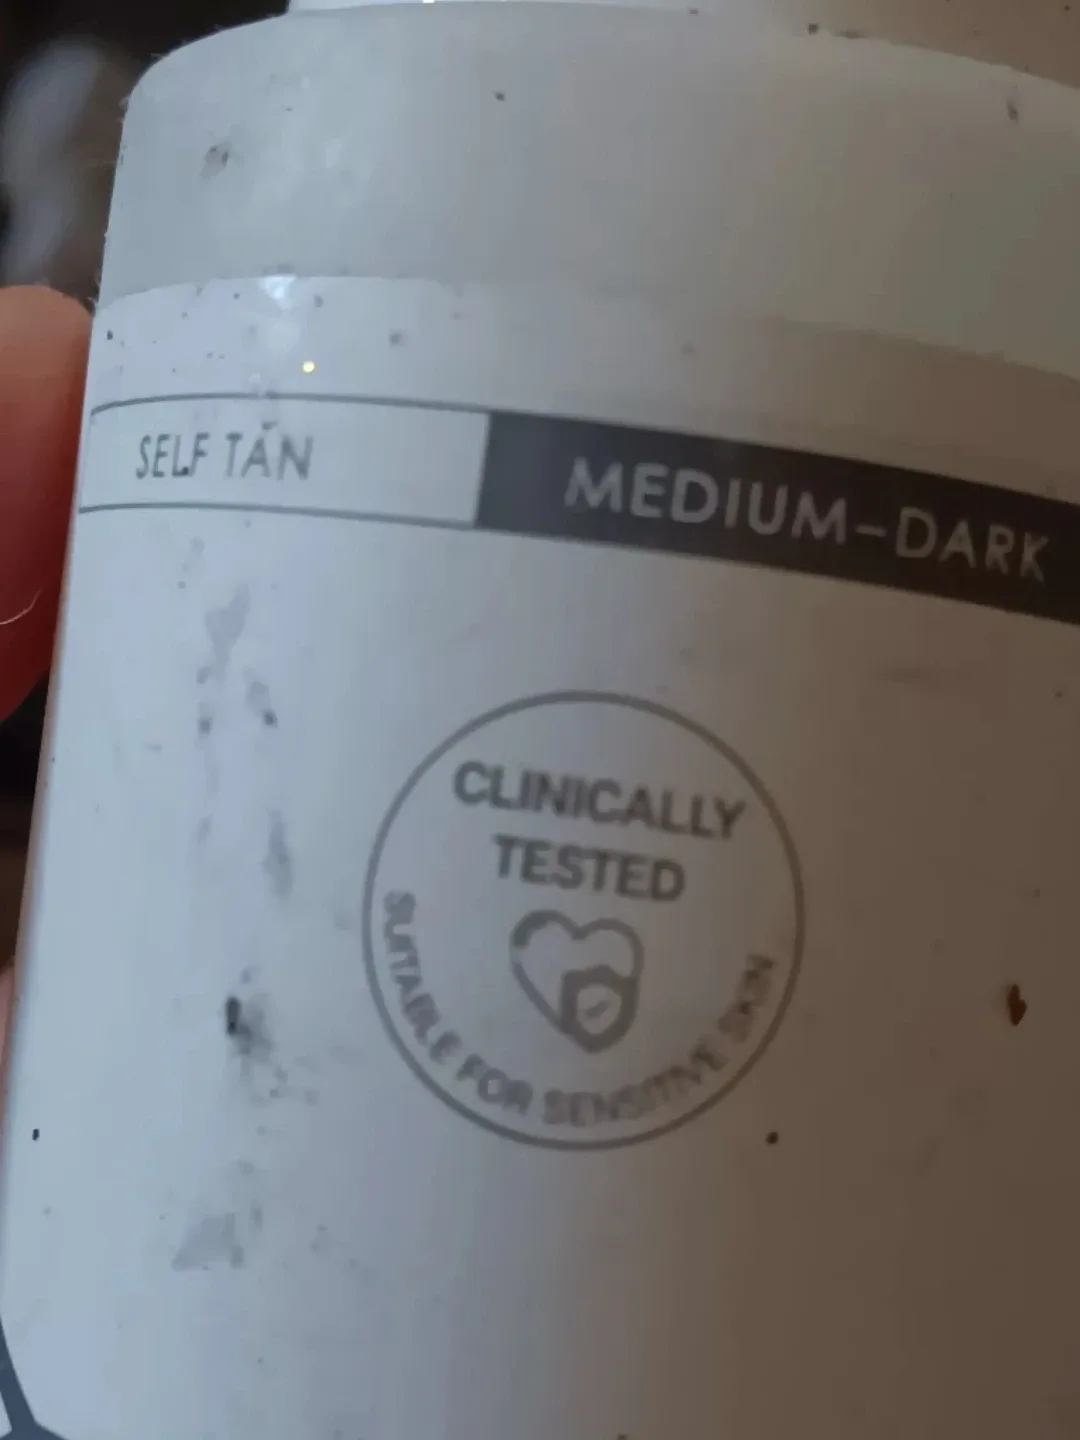 SELF TAN
MEDIUM-DARK
CLINICALLY
TESTED
SUITABLE FOR SENSITIVE SKIN